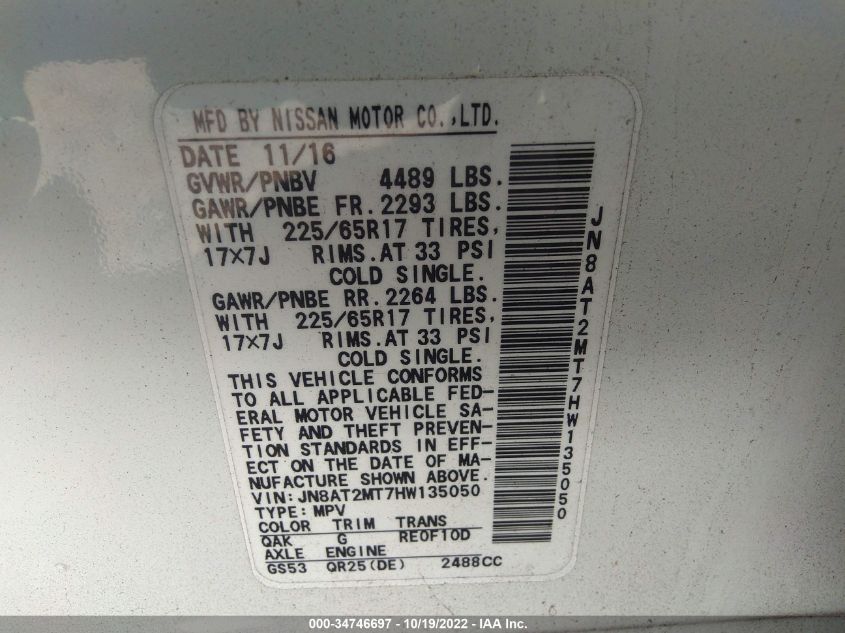 MFD BY NISSAN MOTOR CO.,LTD.
DATE 11/16
GVWR/PNBV 4489 LBS.
GAWR/PNBE FR. 2293 LBS.
WITH 225/65R17 TIRES,
17X7J RIMS.AT 33 PSI
COLD SINGLE.
GAWR/PNBE RR. 2264 LBS.
WITH 225/65R17 TIRES,
17X7J RIMS.AT 33 PSI
COLD SINGLE.
THIS VEHICLE CONFORMS
TO ALL APPLICABLE FED-
ERAL MOTOR VEHICLE SA-
FETY AND THEFT PREVEN-
TION STANDARDS IN EFF-
ECT ON THE DATE OF MA-
NUFACTURE SHOWN ABOVE.
VIN:JN8AT2MT7HW135050
TYPE: MPV
COLOR TRIM TRANS
QAK G RE0F10D
AXLE ENGINE
GS53 QR25(DE) 2488CC
JN8AT2MT7HW135050
000-34746697 - 10/19/2022 - IAA Inc.